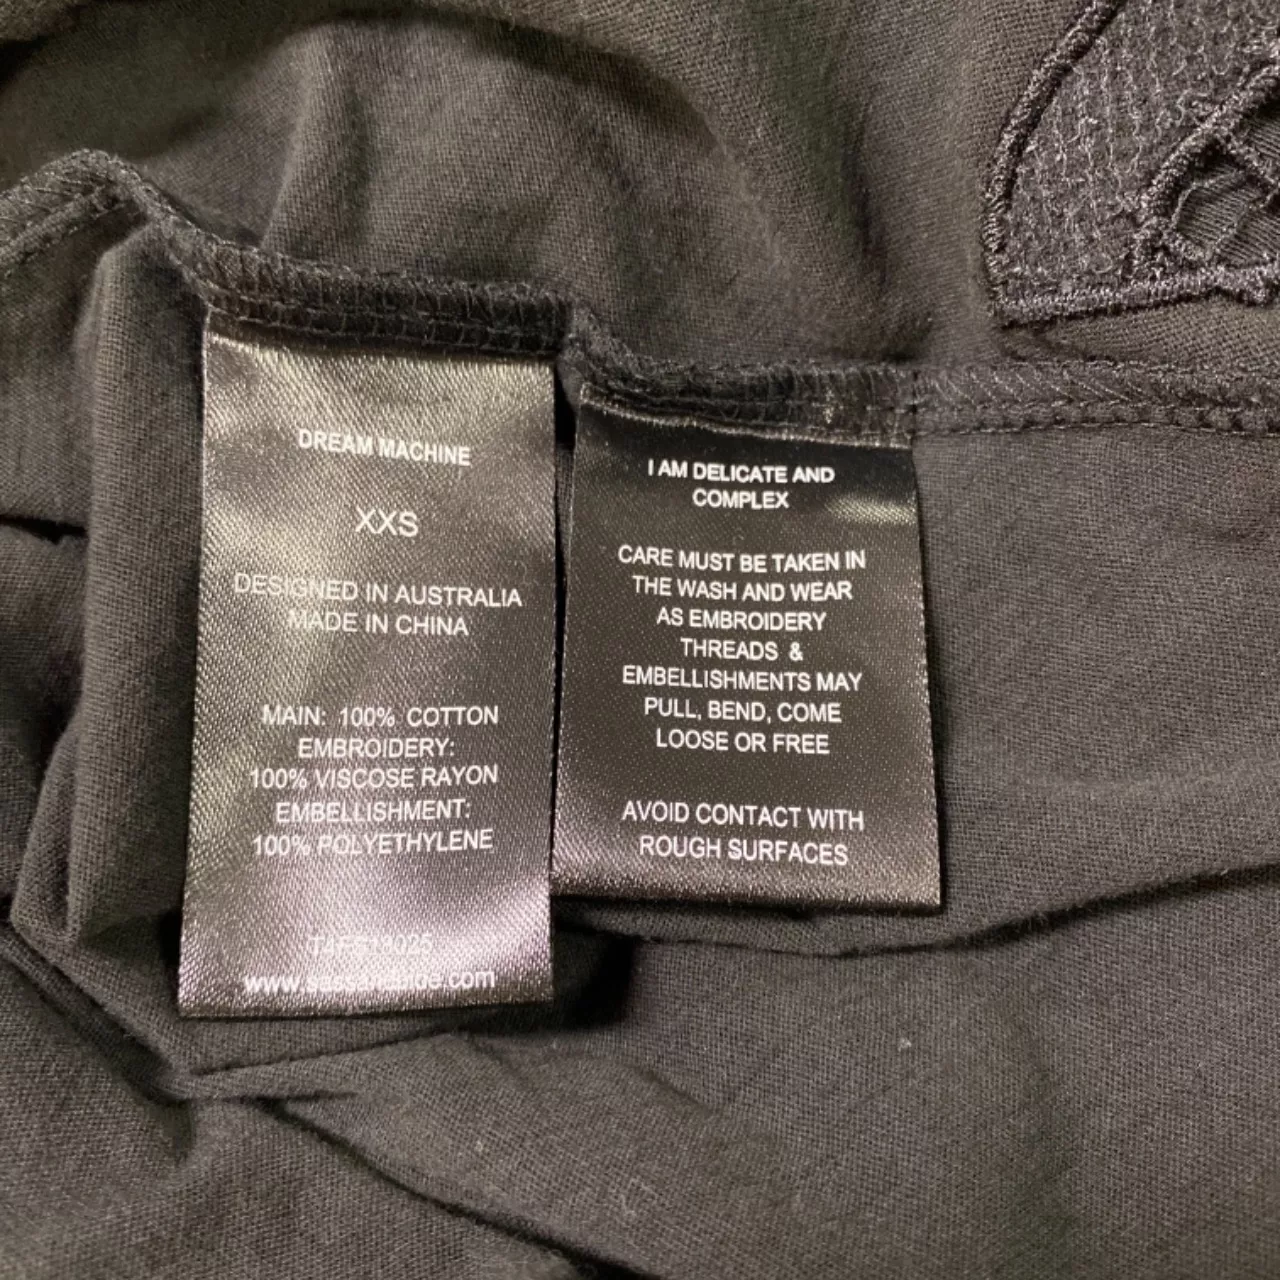 DREAM MACHINE
XXS
DESIGNED IN AUSTRALIA
MADE IN CHINA
MAIN: 100% COTTON
EMBROIDERY:
100% VISCOSE RAYON
EMBELLISHMENT:
100% POLYETHYLENE
I AM DELICATE AND
COMPLEX
CARE MUST BE TAKEN IN
THE WASH AND WEAR
AS EMBROIDERY
THREADS &
EMBELLISHMENTS MAY
PULL, BEND, COME
LOOSE OR FREE
AVOID CONTACT WITH
ROUGH SURFACES